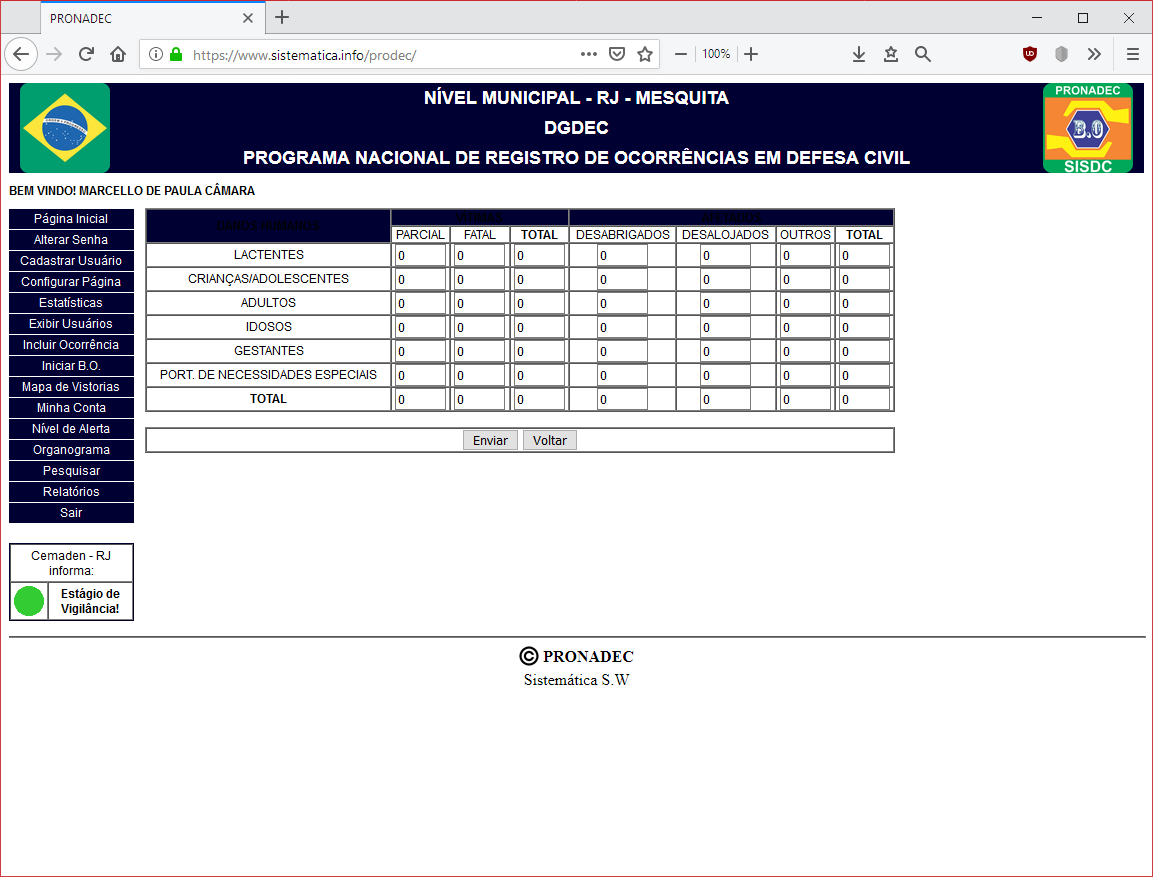 PRONADEC
https://www.sistematica.info/prodec/
100%
NÍVEL MUNICIPAL - RJ - MESQUITA
DGDEC
PROGRAMA NACIONAL DE REGISTRO DE OCORRÊNCIAS EM DEFESA CIVIL
PRONADEC
B.O
SISDC
BEM VINDO! MARCELLO DE PAULA CÂMARA
Página Inicial
Alterar Senha
Cadastrar Usuário
Configurar Página
Estatísticas
Exibir Usuários
Incluir Ocorrência
Iniciar B.O.
Mapa de Vistorias
Minha Conta
Nível de Alerta
Organograma
Pesquisar
Relatórios
Sair
Cemaden - RJ
informa:
Estágio de
Vigilância!
DANOS HUMANOS
PARCIAL FATAL TOTAL DESABRIGADOS DESALOJADOS OUTROS TOTAL
LACTENTES 0 0 0 0 0 0 0
CRIANÇAS/ADOLESCENTES 0 0 0 0 0 0 0
ADULTOS 0 0 0 0 0 0 0
IDOSOS 0 0 0 0 0 0 0
GESTANTES 0 0 0 0 0 0 0
PORT. DE NECESSIDADES ESPECIAIS 0 0 0 0 0 0 0
TOTAL 0 0 0 0 0 0 0
Enviar Voltar
© PRONADEC
Sistemática S.W